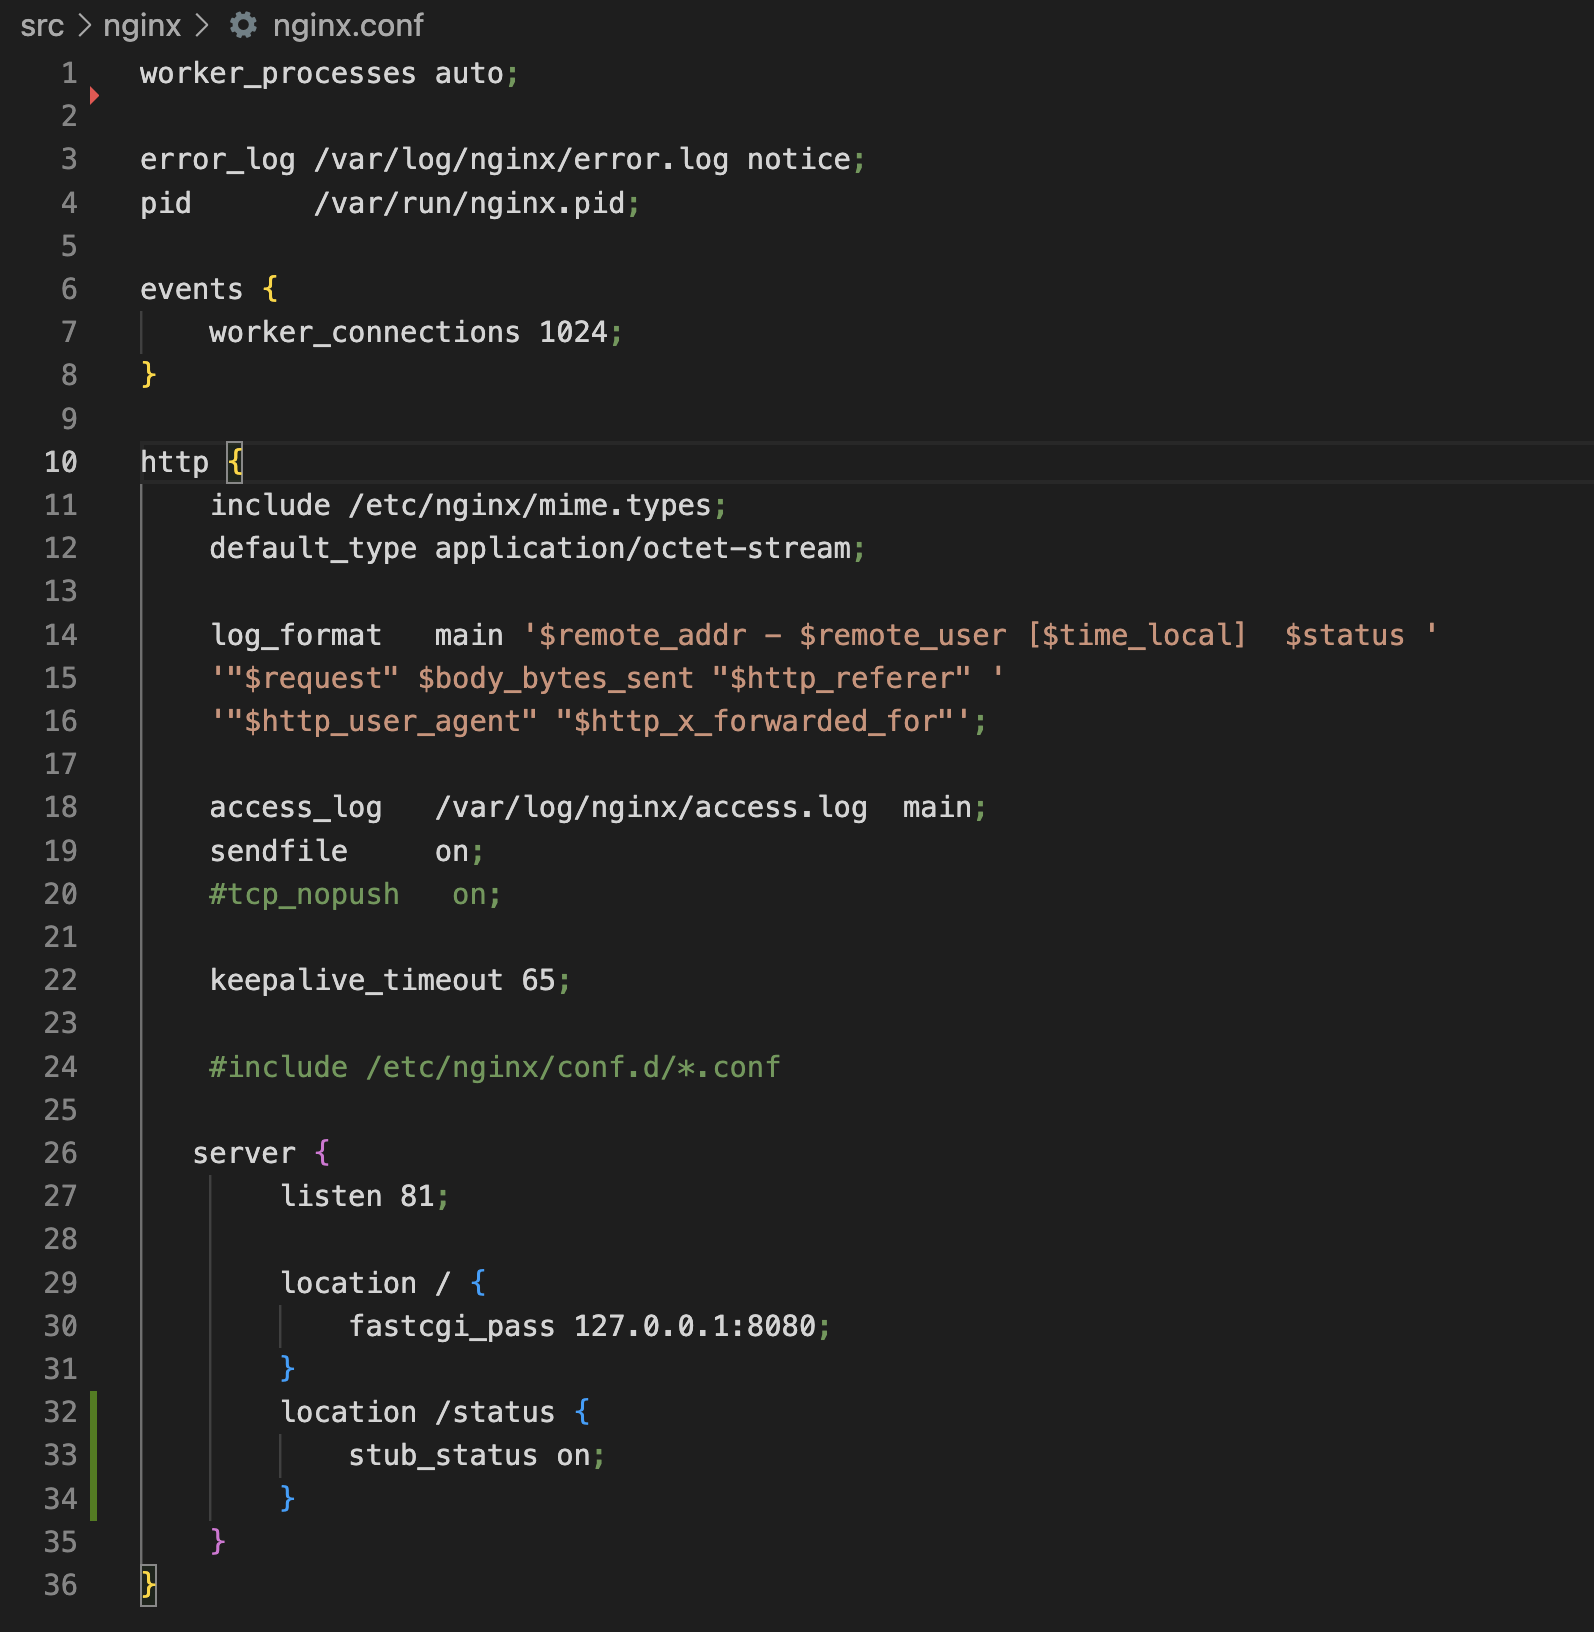 src > nginx > nginx.conf
1 worker_processes auto;
2
3 error_log /var/log/nginx/error.log notice;
4 pid       /var/run/nginx.pid;
5
6 events {
7     worker_connections 1024;
8 }
9
10 http {
11     include /etc/nginx/mime.types;
12     default_type application/octet-stream;
13
14     log_format   main '$remote_addr - $remote_user [$time_local]  $status '
15     '"$request" $body_bytes_sent "$http_referer" '
16     '"$http_user_agent" "$http_x_forwarded_for"';
17
18     access_log   /var/log/nginx/access.log  main;
19     sendfile     on;
20     #tcp_nopush   on;
21
22     keepalive_timeout 65;
23
24     #include /etc/nginx/conf.d/*.conf
25
26    server {
27         listen 81;
28
29         location / {
30             fastcgi_pass 127.0.0.1:8080;
31         }
32         location /status {
33             stub_status on;
34         }
35     }
36 }